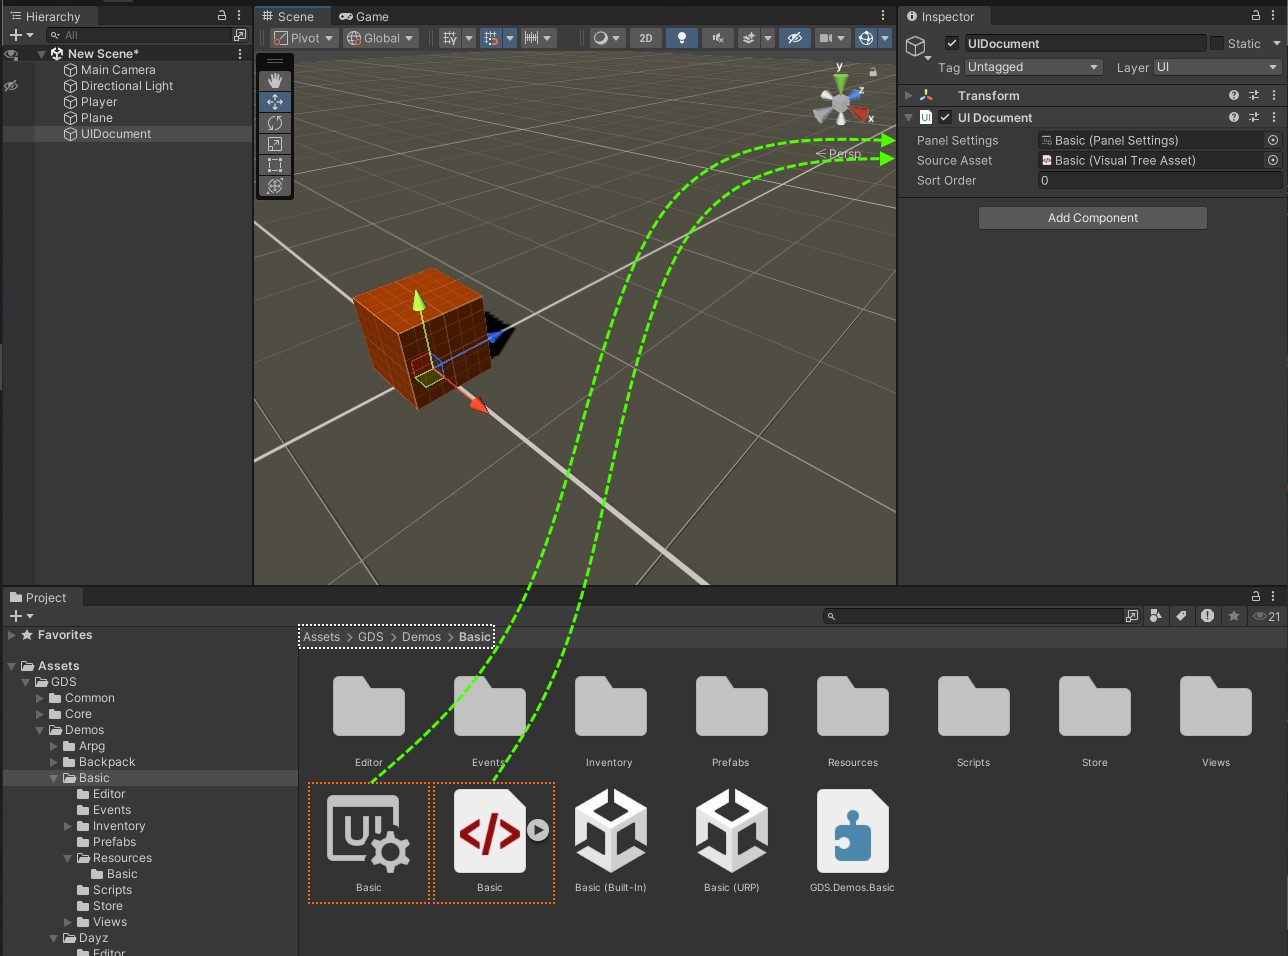 Hierarchy
All
New Scene*
Main Camera
Directional Light
Player
Plane
UIDocument
Scene
Game
Pivot
Global
2D
y
z
x
Persp
Inspector
UIDocument
Static
Tag
Untagged
Layer
UI
Transform
UI
UI Document
Panel Settings
Basic (Panel Settings)
Source Asset
Basic (Visual Tree Asset)
Sort Order
0
Add Component
Project
21
Favorites
Assets
GDS
Common
Core
Demos
Arpg
Backpack
Basic
Editor
Events
Inventory
Prefabs
Resources
Basic
Scripts
Store
Views
Dayz
Editor
Assets > GDS > Demos > Basic
Editor
Events
Inventory
Prefabs
Resources
Scripts
Store
Views
UI
</>
Basic
Basic
Basic (Built-In)
Basic (URP)
GDS.Demos.Basic